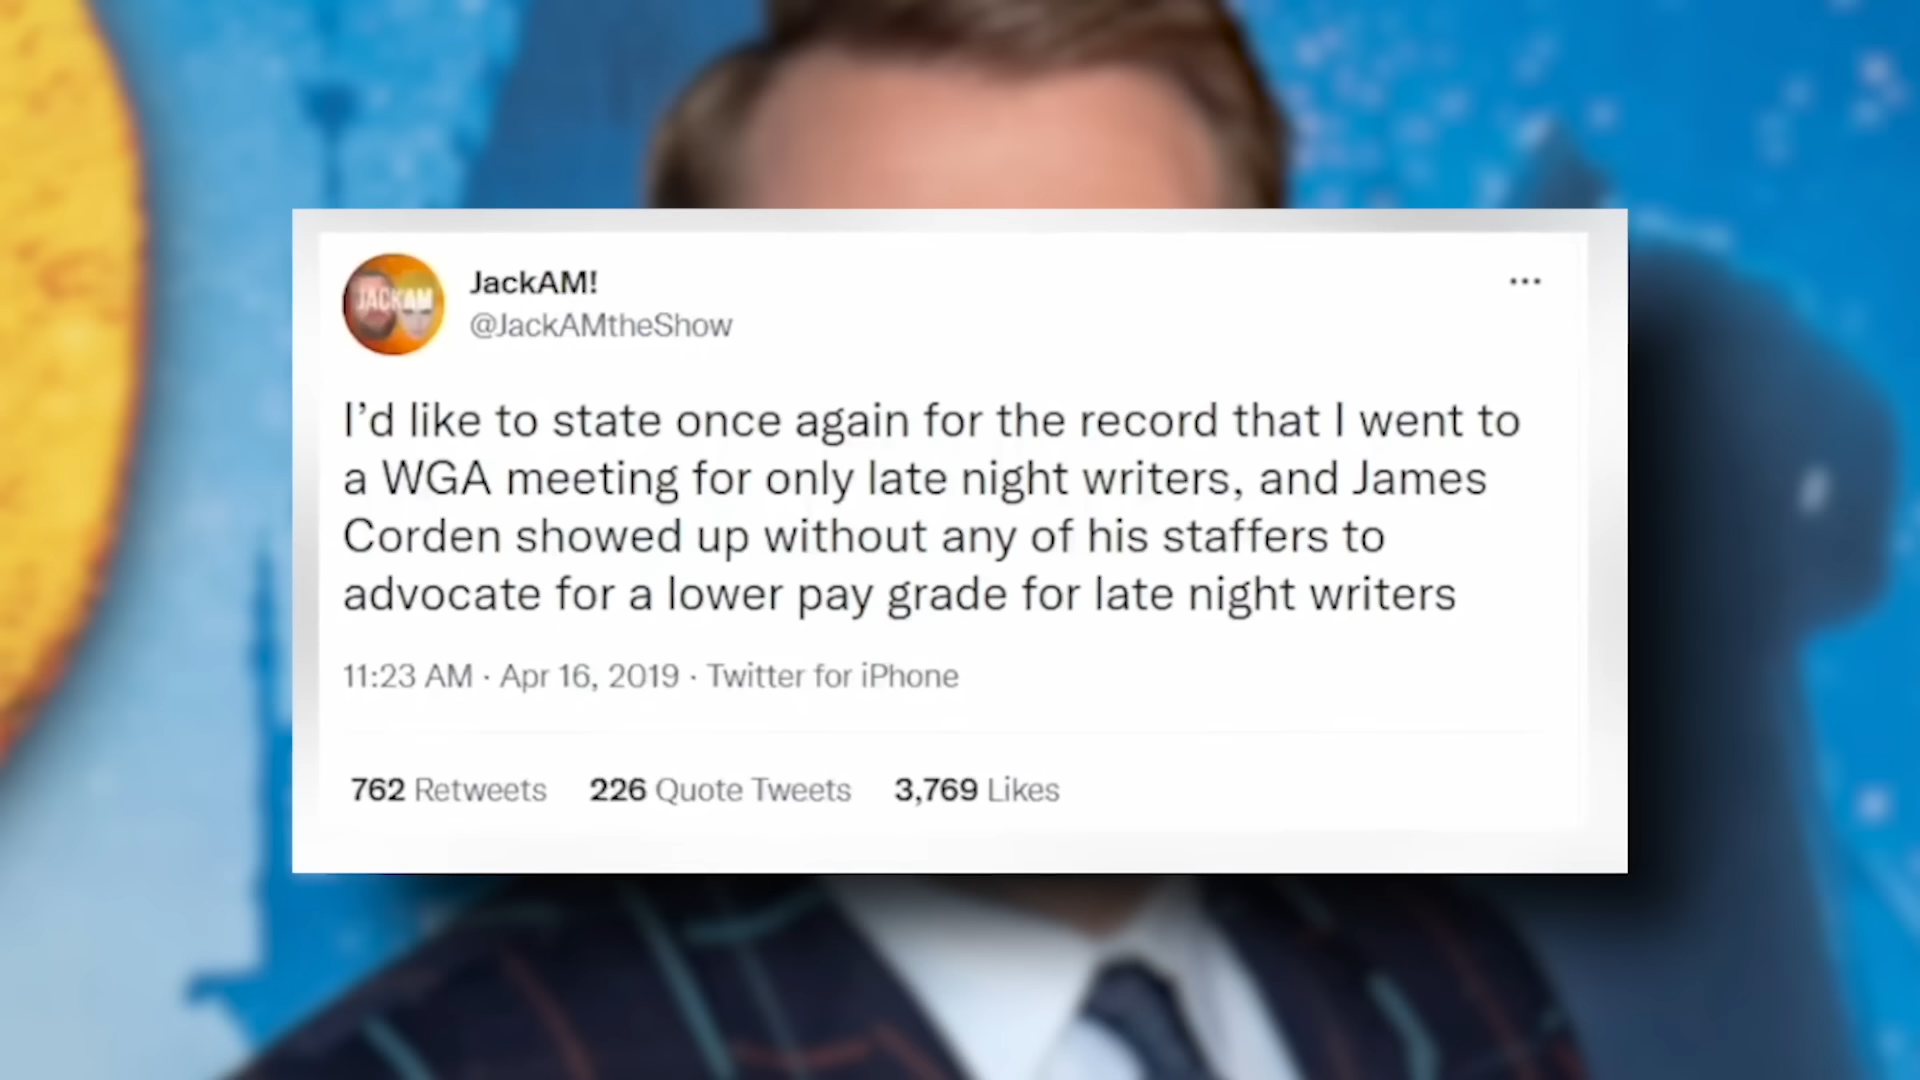 JACKAM
JackAM!
@JackAMtheShow
I’d like to state once again for the record that I went to
a WGA meeting for only late night writers, and James
Corden showed up without any of his staffers to
advocate for a lower pay grade for late night writers
11:23 AM · Apr 16, 2019 · Twitter for iPhone
762 Retweets 226 Quote Tweets 3,769 Likes